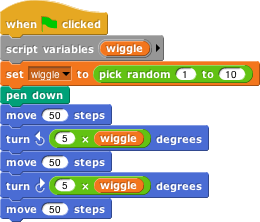 when clicked
script variables wiggle
set wiggle to pick random 1 to 10
pen down
move 50 steps
turn 5 x wiggle degrees
move 50 steps
turn 5 x wiggle degrees
move 50 steps